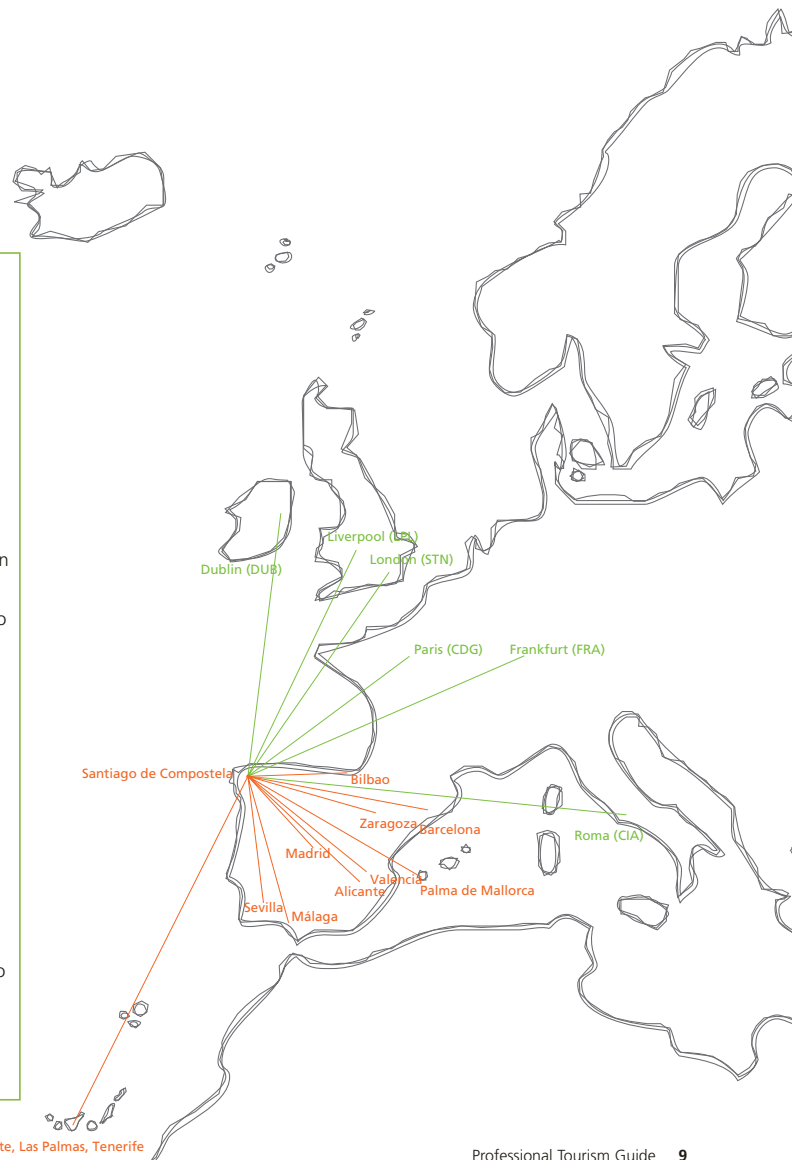 n
Liverpool (LPL)
London (STN)
Dublin (DUB)
o
Paris (CDG) Frankfurt (FRA)
Santiago de Compostela
Bilbao
Zaragoza
Barcelona
Roma (CIA)
Madrid
Valencia
Alicante
Palma de Mallorca
Sevilla
Málaga
o
te, Las Palmas, Tenerife
Professional Tourism Guide 9